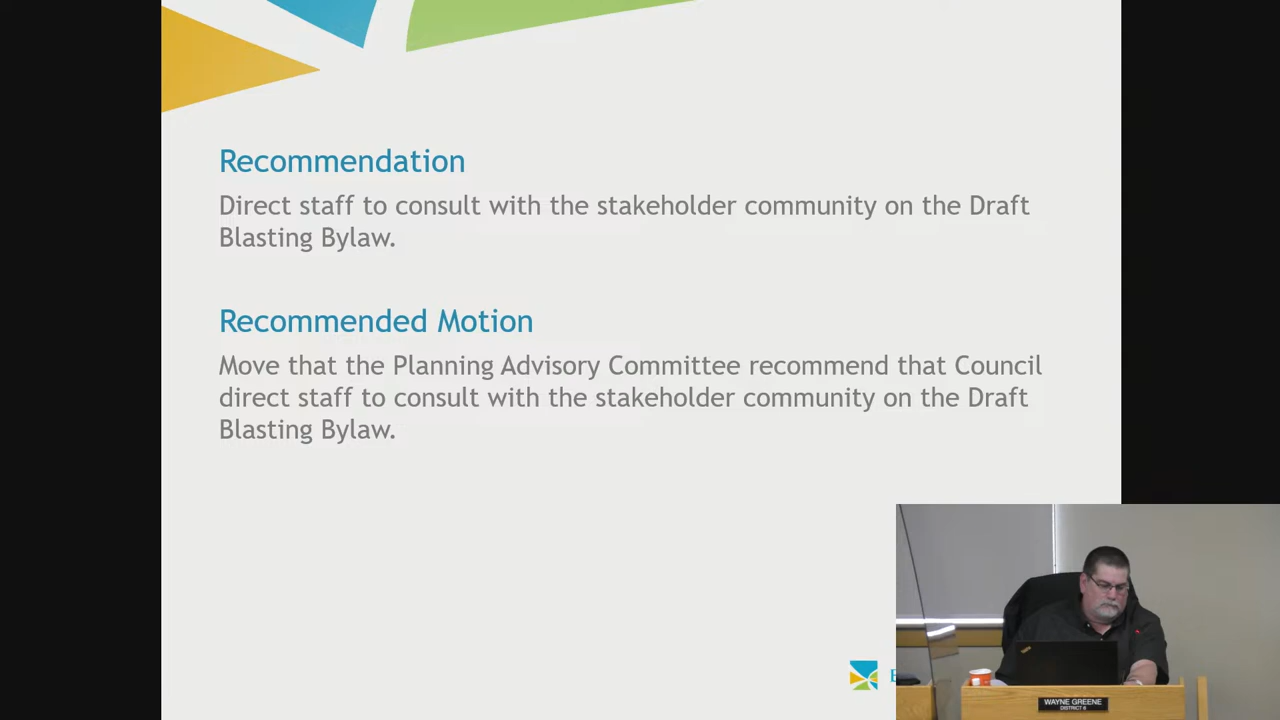 Recommendation
Direct staff to consult with the stakeholder community on the Draft
Blasting Bylaw.
Recommended Motion
Move that the Planning Advisory Committee recommend that Council
direct staff to consult with the stakeholder community on the Draft
Blasting Bylaw.
WAYNE GREENE
DISTRICT 6